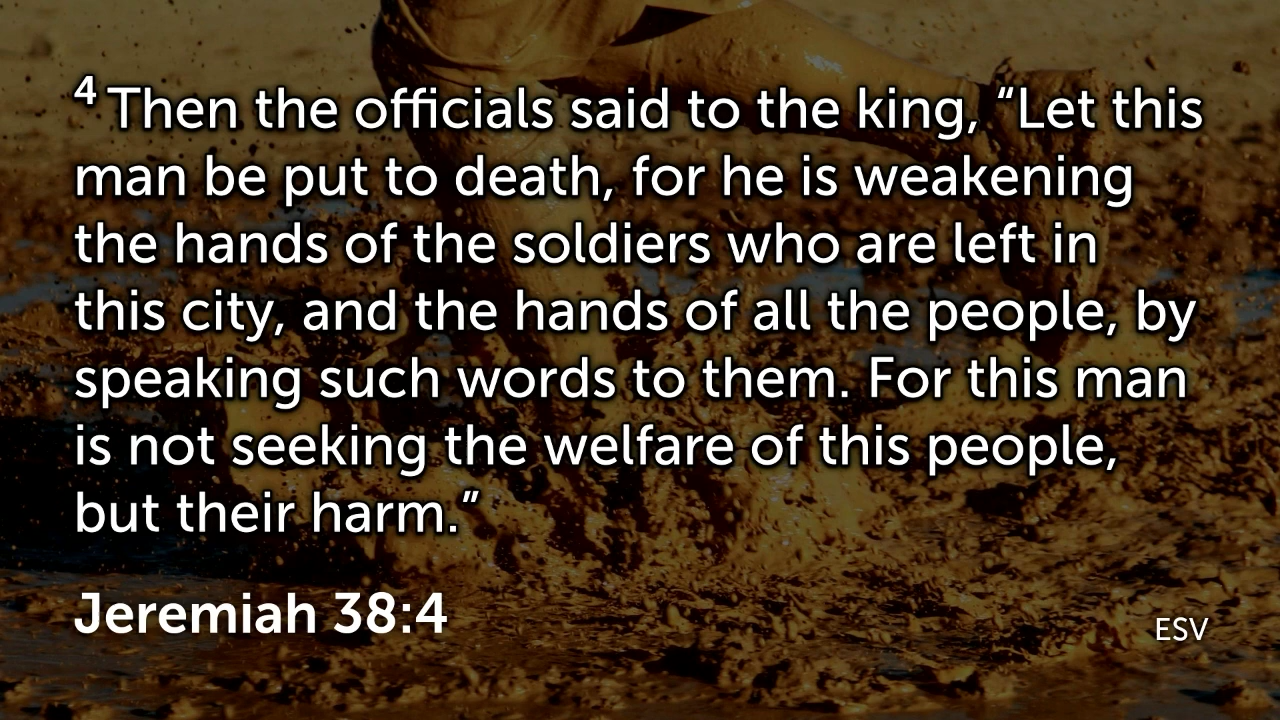 4 Then the officials said to the king, “Let this
man be put to death, for he is weakening
the hands of the soldiers who are left in
this city, and the hands of all the people, by
speaking such words to them. For this man
is not seeking the welfare of this people,
but their harm.”
Jeremiah 38:4
ESV